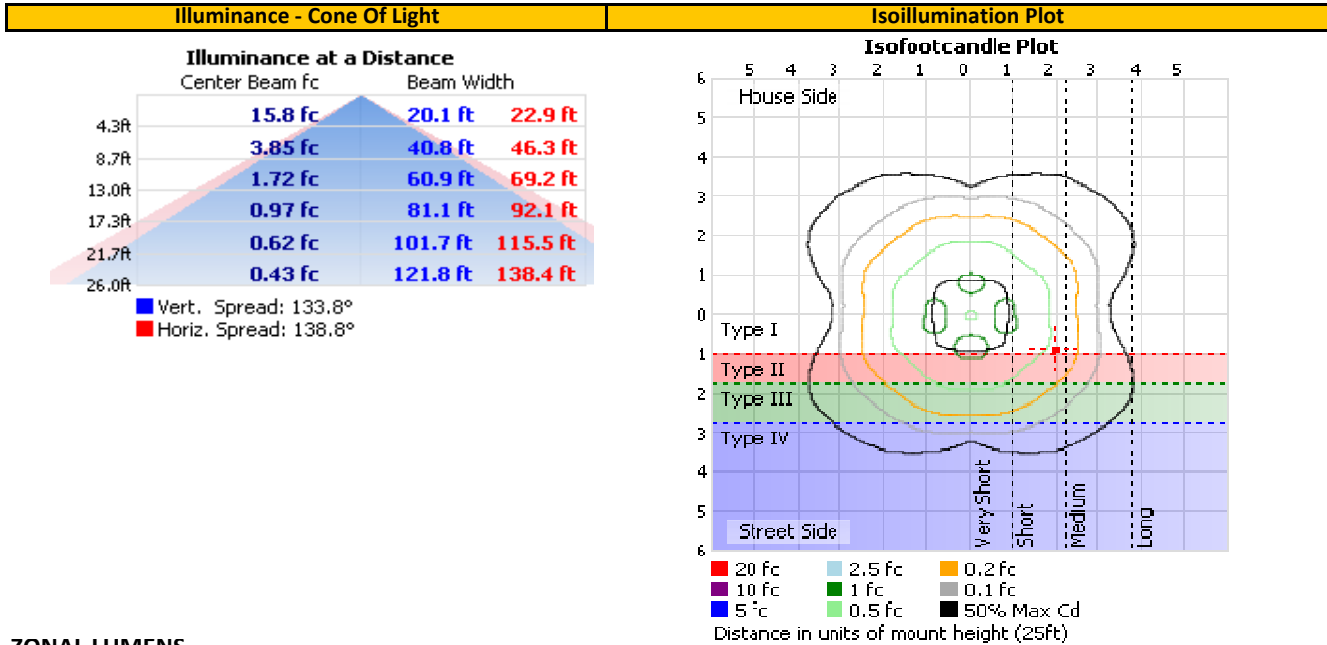 Illuminance - Cone Of Light
Isoillumination Plot
Illuminance at a Distance
Center Beam fc Beam Width
4.3ft 15.8 fc 20.1 ft 22.9 ft
8.7ft 3.85 fc 40.8 ft 46.3 ft
13.0ft 1.72 fc 60.9 ft 69.2 ft
17.3ft 0.97 fc 81.1 ft 92.1 ft
21.7ft 0.62 fc 101.7 ft 115.5 ft
26.0ft 0.43 fc 121.8 ft 138.4 ft
Vert. Spread: 133.8°
Horiz. Spread: 138.8°
Isofootcandle Plot
5 4 3 2 1 0 1 2 3 4 5
6
House Side
5
4
3
2
1
0
Type I
1
Type II
2
Type III
3
Type IV
4
5
6
Street Side
Very Short
Short
Medium
Long
20 fc 2.5 fc 0.2 fc
10 fc 1 fc 0.1 fc
5 fc 0.5 fc 50% Max Cd
Distance in units of mount height (25ft)
ZONAL LUMENS